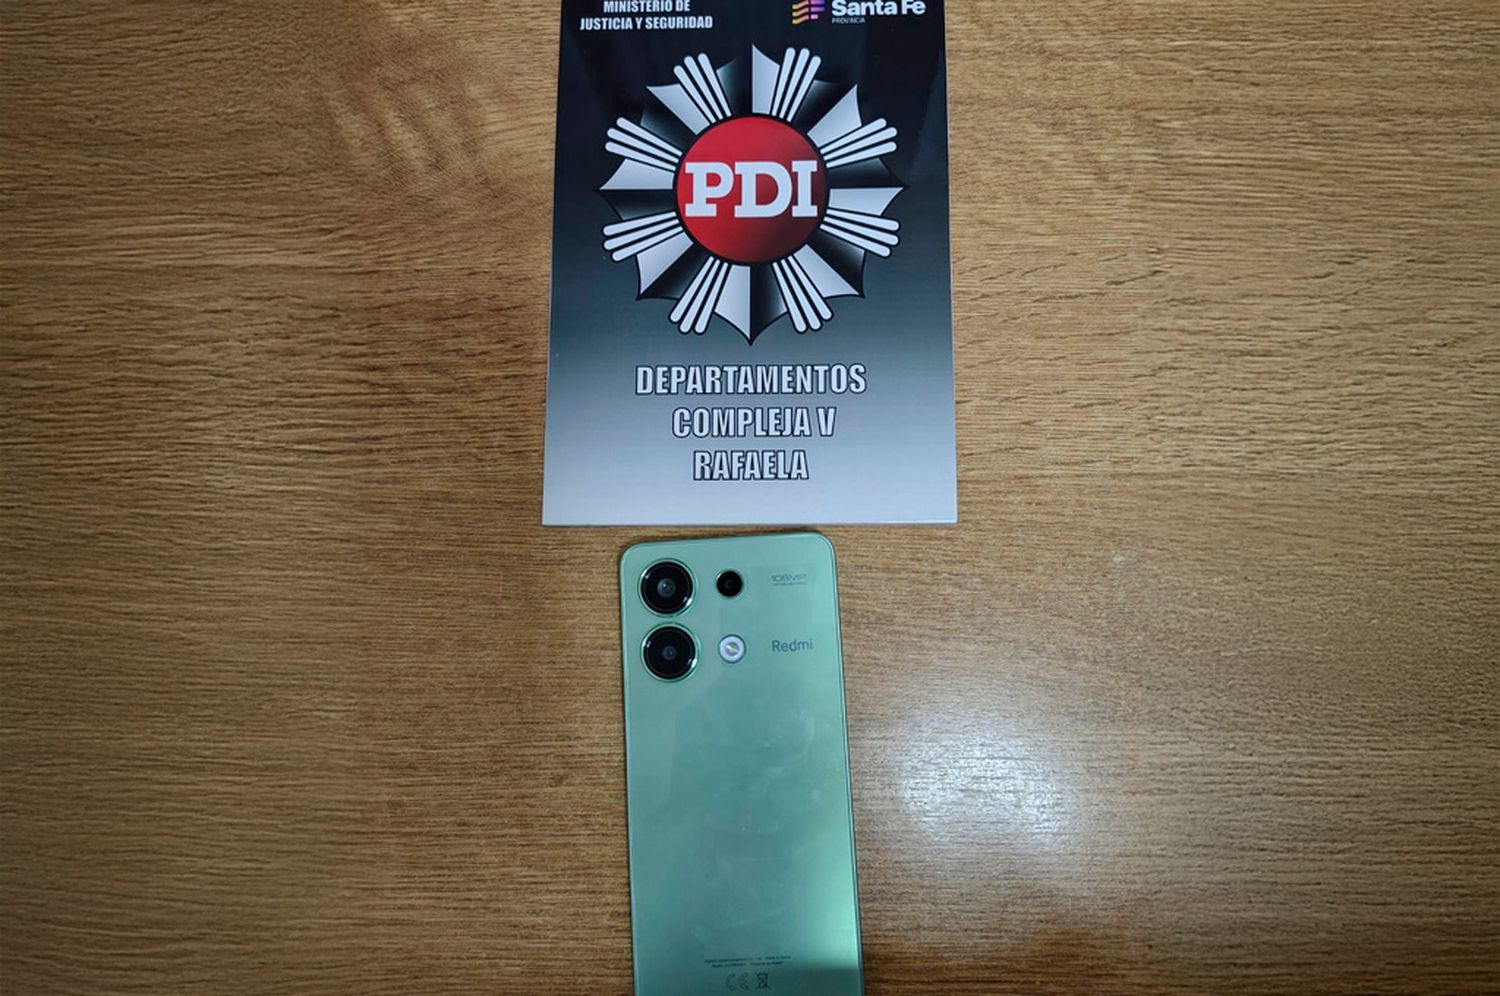 MINISTERIO DE
JUSTICIA Y SEGURIDAD
Santa Fe
PROVINCIA
PDI
DEPARTAMENTOS
COMPLEJA V
RAFAELA
108MP
Redmi